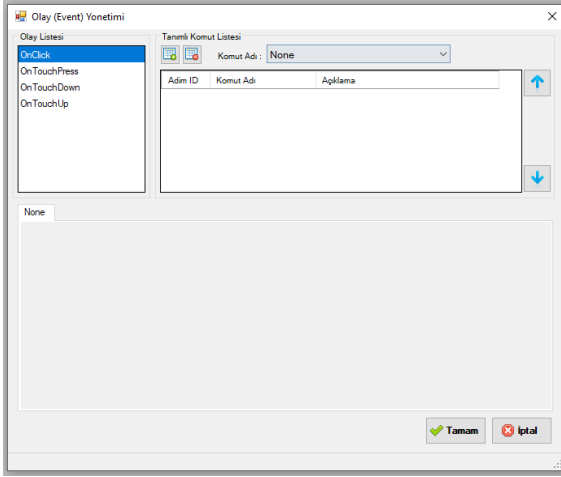 Olay (Event) Yonetimi
Olay Listesi
OnClick
OnTouchPress
OnTouchDown
OnTouchUp
Tanımlı Komut Listesi
Komut Adı : None
Adim ID Komut Adı Açıklama
None
Tamam
İptal